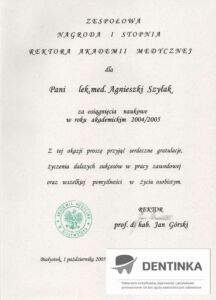 ZESPOŁOWA
NAGRODA I STOPNIA
REKTORA AKADEMII MEDYCZNEJ
dla
Pani lek.med. Agnieszki Szylak
za osiągnięcia naukowe
w roku akademickim 2004/2005
Z tej okazji proszę przyjąć serdeczne gratulacje,
życzenia dalszych sukcesów w pracy zawodowej
oraz wszelkiej pomyślności w życiu osobistym.
REKTOR
prof. dr hab. Jan Górski
Białystok, 1 października 2005
DENTINKA